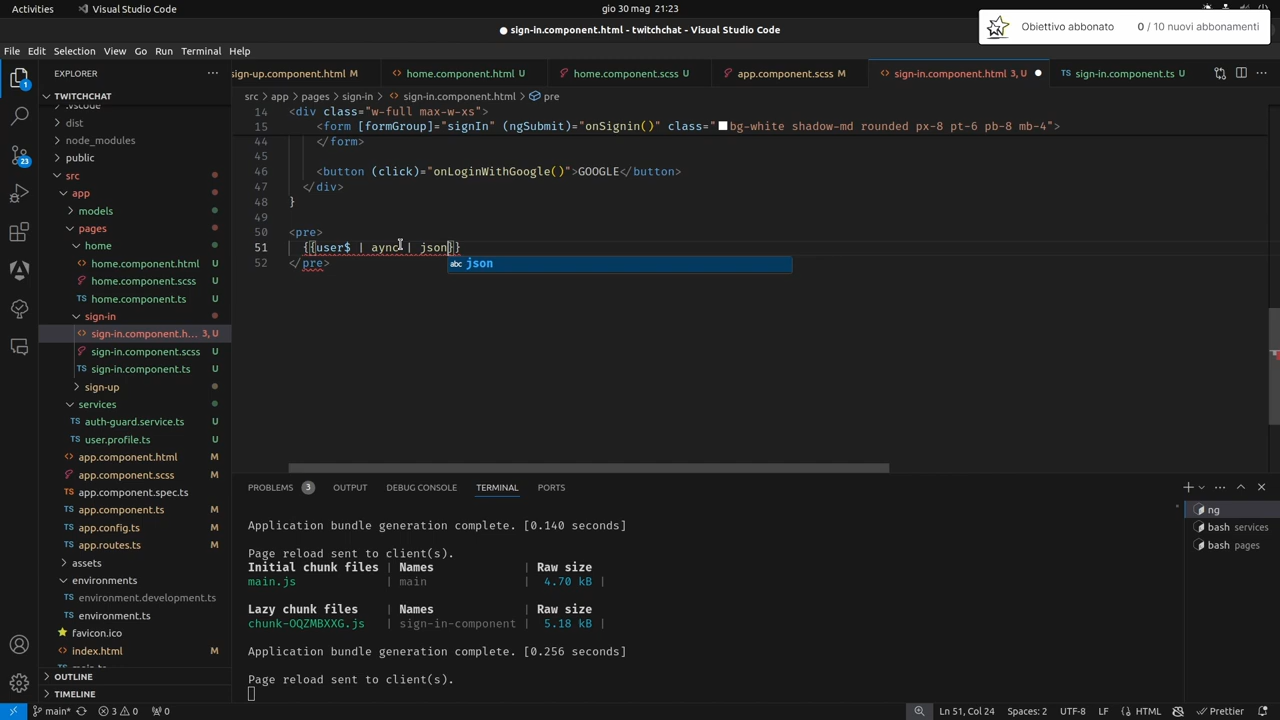 Activities
Visual Studio Code
gio 30 mag 21:23
Obiettivo abbonato
0 / 10 nuovi abbonamenti
sign-in.component.html - twitchchat - Visual Studio Code
File Edit Selection View Go Run Terminal Help
EXPLORER
sign-up.component.html M
home.component.html U
home.component.scss U
app.component.scss M
sign-in.component.html 3, U
sign-in.component.ts U
TWITCHCHAT
src > app > pages > sign-in > sign-in.component.html > pre
.vscode
dist
node_modules
public
src
app
models
pages
home
home.component.html U
home.component.scss U
home.component.ts U
sign-in
sign-in.component.h... 3, U
sign-in.component.scss U
sign-in.component.ts U
sign-up
services
auth-guard.service.ts U
user.profile.ts U
app.component.html M
app.component.scss M
app.component.spec.ts
app.component.ts M
app.config.ts M
app.routes.ts M
assets
environments
environment.development.ts
environment.ts U
favicon.ico
index.html M
main.ts
OUTLINE
TIMELINE
14 <div class="w-full max-w-xs">
15 <form [formGroup]="signIn" (ngSubmit)="onSignin()" class="bg-white shadow-md rounded px-8 pt-6 pb-8 mb-4">
44 </form>
45
46 <button (click)="onLoginWithGoogle()">GOOGLE</button>
47 </div>
48 }
49
50 <pre>
51 {{user$ | aync | json}}
52 </pre>
abc json
PROBLEMS 3 OUTPUT DEBUG CONSOLE TERMINAL PORTS
Application bundle generation complete. [0.140 seconds]
Page reload sent to client(s).
Initial chunk files | Names | Raw size
main.js | main | 4.70 kB |
Lazy chunk files | Names | Raw size
chunk-OQZMBXXG.js | sign-in-component | 5.18 kB |
Application bundle generation complete. [0.256 seconds]
Page reload sent to client(s).
ng
bash services
bash pages
1
23
main*
3 0
0
Ln 51, Col 24 Spaces: 2 UTF-8 LF HTML Prettier